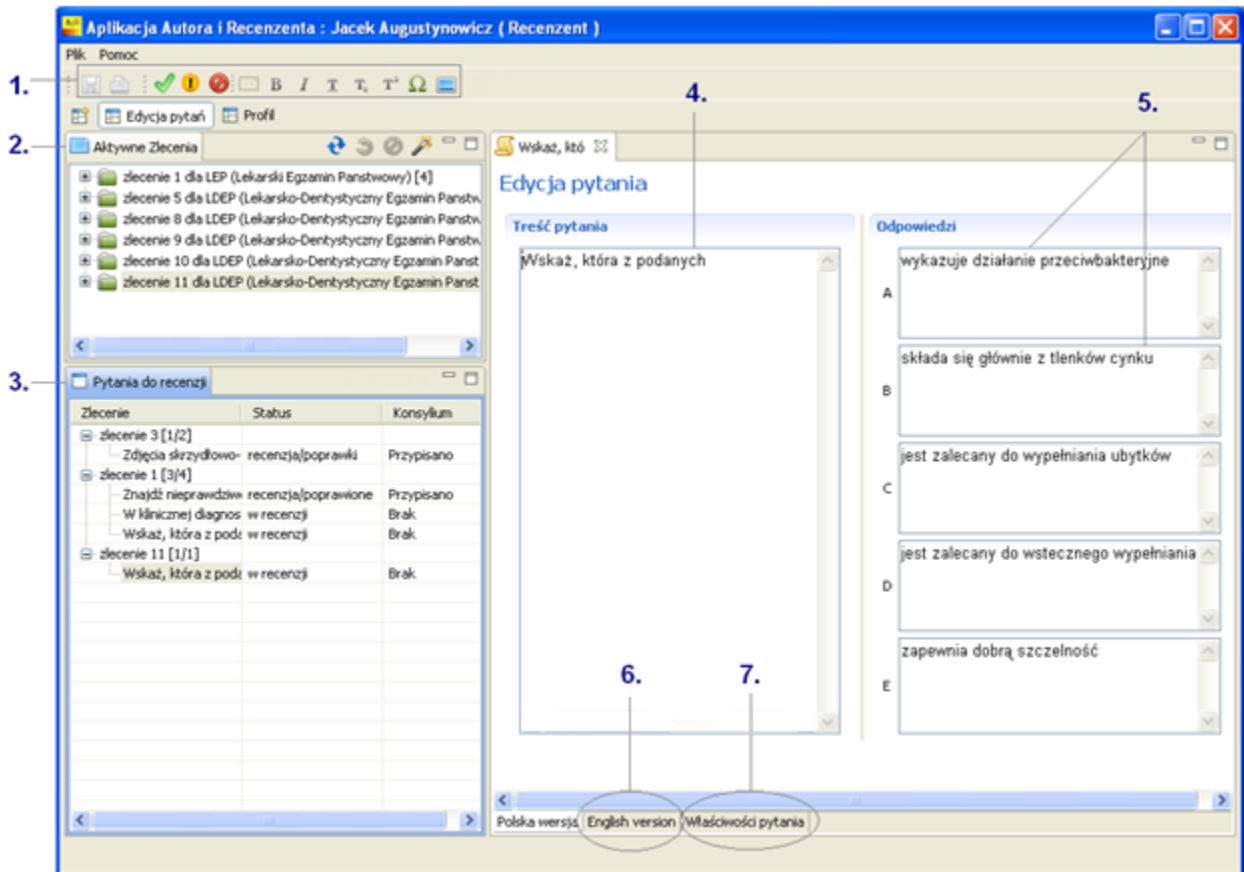 Aplikacja Autora i Recenzenta : Jacek Augustynowicz ( Recenzent )
Plik Pomoc
1.
B I T T, T² Ω
4.
5.
Edycja pytań Profil
2.
Aktywne Zlecenia
zlecenie 1 dla LEP (Lekarski Egzamin Panstwowy) [4]
zlecenie 5 dla LDEP (Lekarsko-Dentystyczny Egzamin Panstw
zlecenie 8 dla LDEP (Lekarsko-Dentystyczny Egzamin Panstw
zlecenie 9 dla LDEP (Lekarsko-Dentystyczny Egzamin Panstw
zlecenie 10 dla LDEP (Lekarsko-Dentystyczny Egzamin Panst
zlecenie 11 dla LDEP (Lekarsko-Dentystyczny Egzamin Panst
3.
Pytania do recenzji
Zlecenie Status Konsylium
zlecenie 3 [1/2]
Zdjęcia skrzydłowo- recenzja/poprawki Przypisano
zlecenie 1 [3/4]
Znajdź nieprawdziw recenzja/poprawione Przypisano
W klinicznej diagnos w recenzji Brak
Wskaż, która z poda w recenzji Brak
zlecenie 11 [1/1]
Wskaż, która z poda w recenzji Brak
Wskaż, któ
Edycja pytania
Treść pytania
Wskaż, która z podanych
Odpowiedzi
A
wykazuje działanie przeciwbakteryjne
B
składa się głównie z tlenków cynku
C
jest zalecany do wypełniania ubytków
D
jest zalecany do wstecznego wypełniania
E
zapewnia dobrą szczelność
6.
7.
Polska wersja English version Właściwości pytania